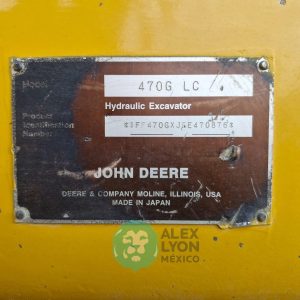 Model
470G LC
Hydraulic Excavator
Product
Identification
Number
JOHN DEERE
DEERE & COMPANY MOLINE, ILLINOIS, USA
MADE IN JAPAN
ALEX
LYON
MÉXICO